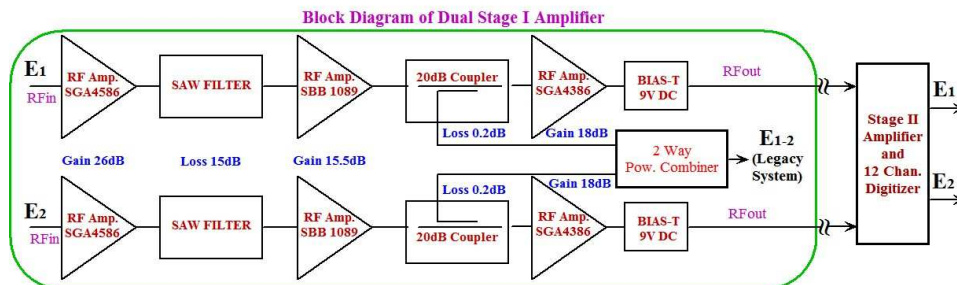 Block Diagram of Dual Stage I Amplifier
E1
RFin
RF Amp.
SGA4586
SAW FILTER
RF Amp.
SBB 1089
20dB Coupler
RF Amp.
SGA4386
BIAS-T
9V DC
RFout
Loss 0.2dB
Gain 18dB
Gain 26dB
Loss 15dB
Gain 15.5dB
2 Way
Pow. Combiner
E1-2
(Legacy
System)
Loss 0.2dB
Gain 18dB
E2
RFin
RF Amp.
SGA4586
SAW FILTER
RF Amp.
SBB 1089
20dB Coupler
RF Amp.
SGA4386
BIAS-T
9V DC
RFout
Stage II
Amplifier
and
12 Chan.
Digitizer
E1
E2